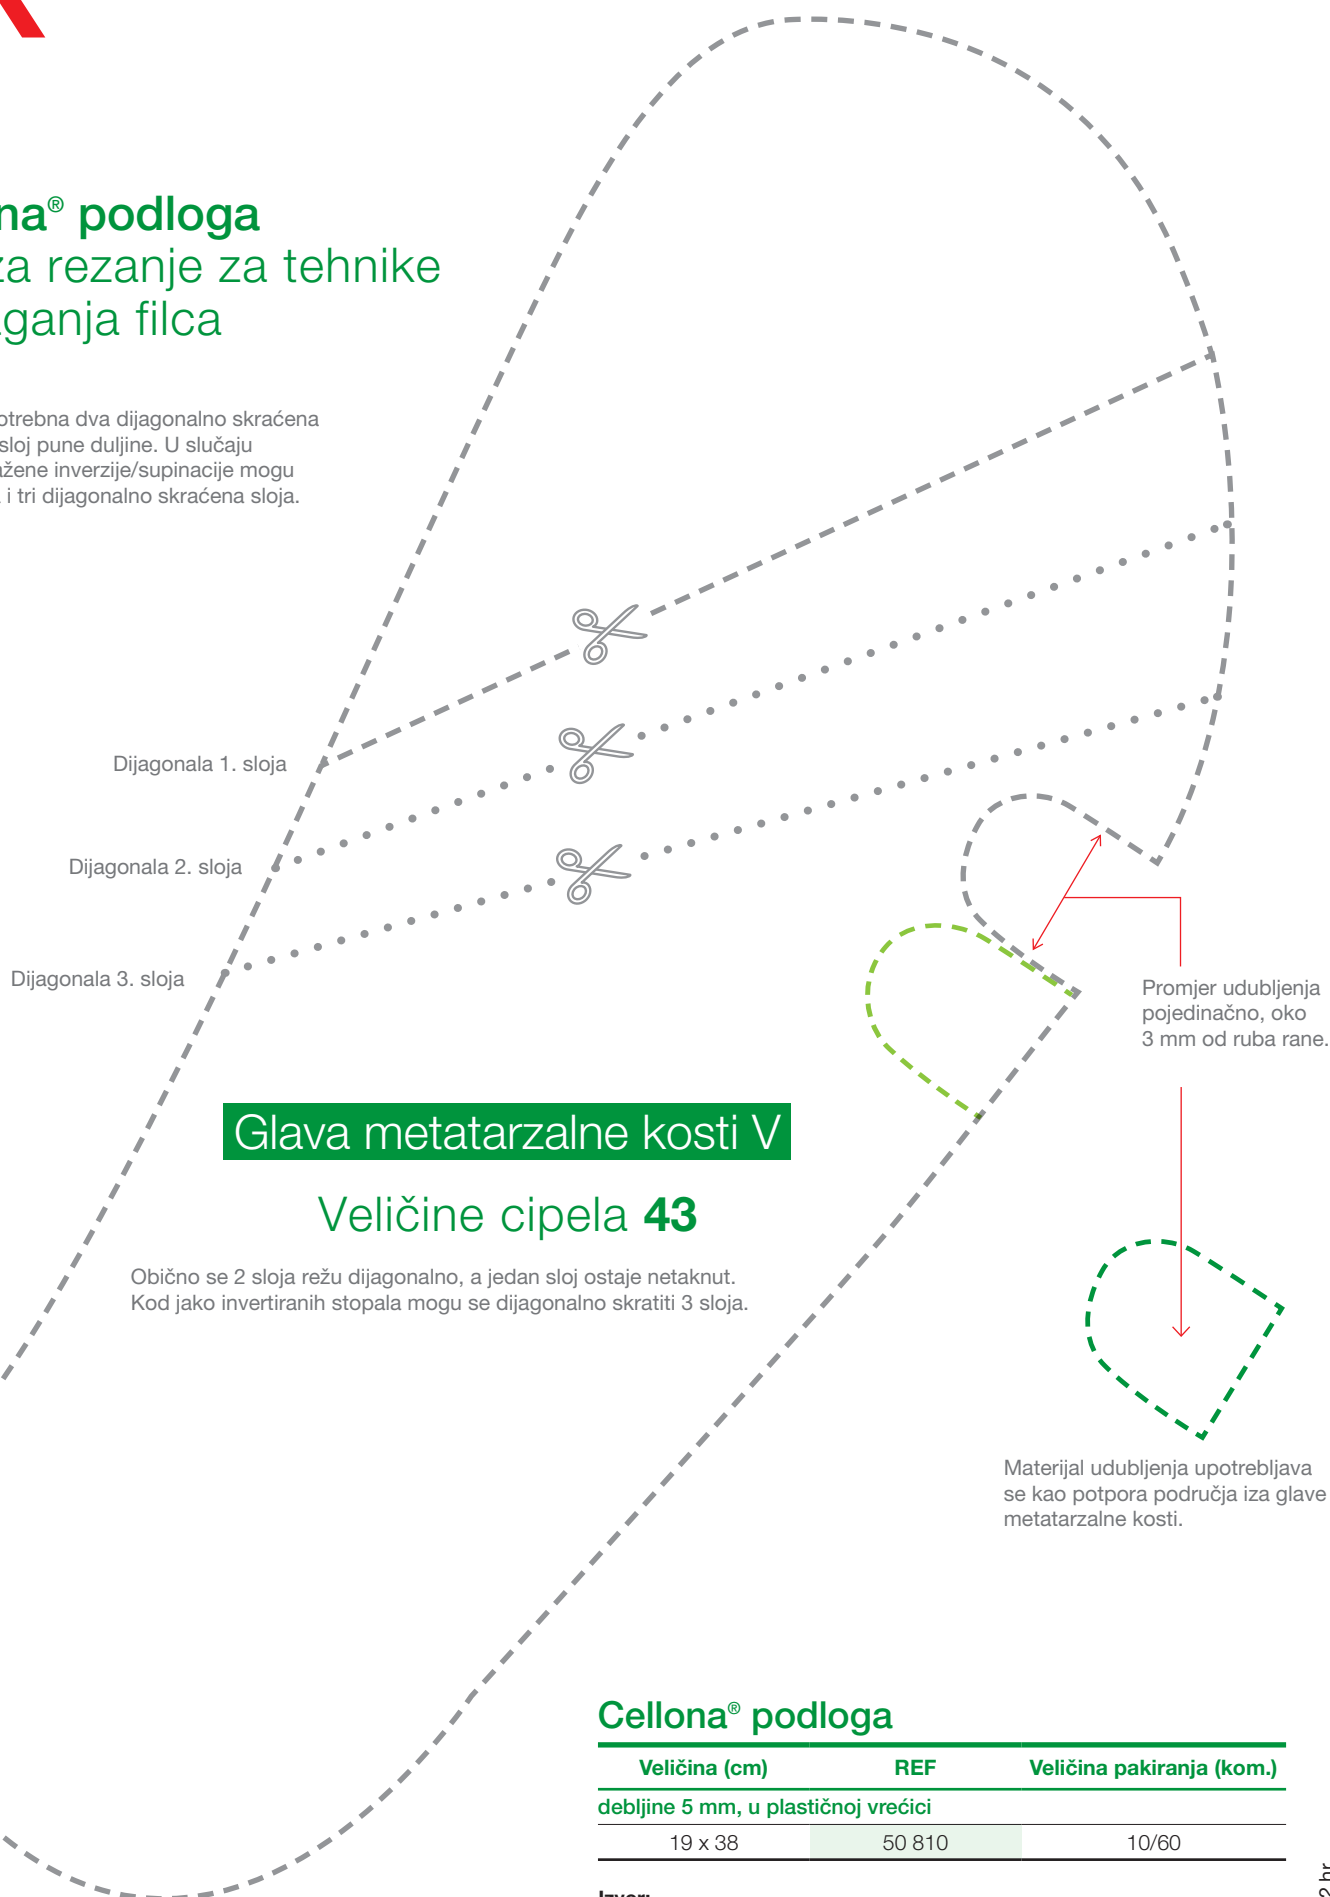 na® podloga
za rezanje za tehnike
ganja filca
otrebna dva dijagonalno skraćena
sloj pune duljine. U slučaju
ažene inverzije/supinacije mogu
i tri dijagonalno skraćena sloja.
Dijagonala 1. sloja
Dijagonala 2. sloja
Dijagonala 3. sloja
Promjer udubljenja
pojedinačno, oko
3 mm od ruba rane.
Glava metatarzalne kosti V
Veličine cipela 43
Obično se 2 sloja režu dijagonalno, a jedan sloj ostaje netaknut.
Kod jako invertiranih stopala mogu se dijagonalno skratiti 3 sloja.
Materijal udubljenja upotrebljava
se kao potpora područja iza glave
metatarzalne kosti.
Cellona® podloga
Veličina (cm) REF Veličina pakiranja (kom.)
debljine 5 mm, u plastičnoj vrećici
19 x 38 50 810 10/60
Izvor:
2 hr